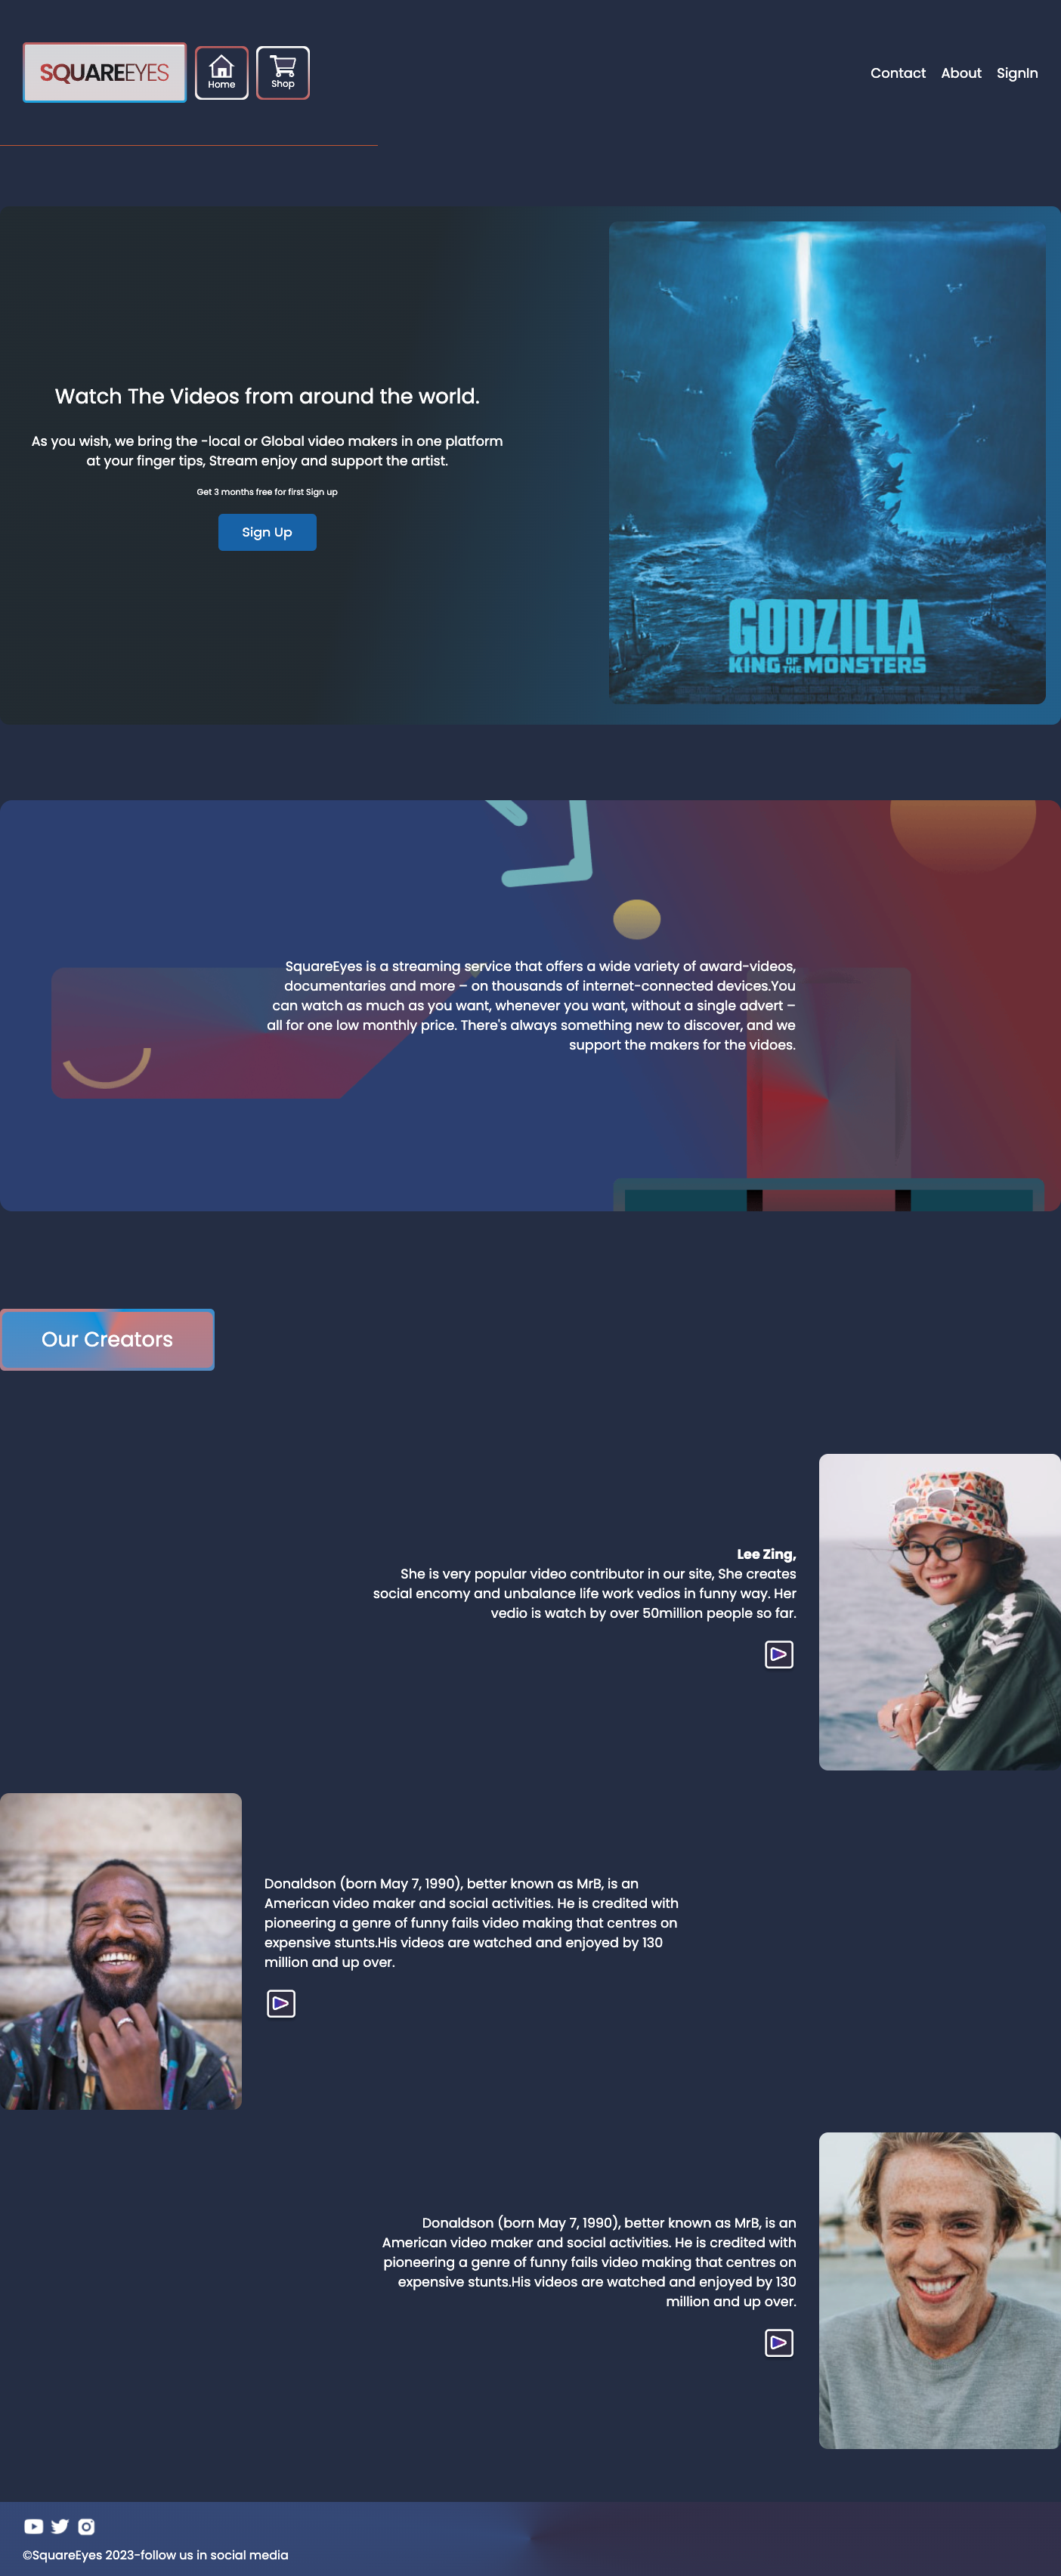 SQUAREEYES
Home
Shop
Contact About SignIn
Watch The Videos from around the world.
As you wish, we bring the -local or Global video makers in one platform
at your finger tips, Stream enjoy and support the artist.
Get 3 months free for first Sign up
Sign Up
GODZILLA
KING OF THE MONSTERS
SquareEyes is a streaming service that offers a wide variety of award-videos,
documentaries and more – on thousands of internet-connected devices.You
can watch as much as you want, whenever you want, without a single advert –
all for one low monthly price. There's always something new to discover, and we
support the makers for the vidoes.
Our Creators
Lee Zing,
She is very popular video contributor in our site, She creates
social encomy and unbalance life work vedios in funny way. Her
vedio is watch by over 50million people so far.
Donaldson (born May 7, 1990), better known as MrB, is an
American video maker and social activities. He is credited with
pioneering a genre of funny fails video making that centres on
expensive stunts.His videos are watched and enjoyed by 130
million and up over.
Donaldson (born May 7, 1990), better known as MrB, is an
American video maker and social activities. He is credited with
pioneering a genre of funny fails video making that centres on
expensive stunts.His videos are watched and enjoyed by 130
million and up over.
©SquareEyes 2023-follow us in social media